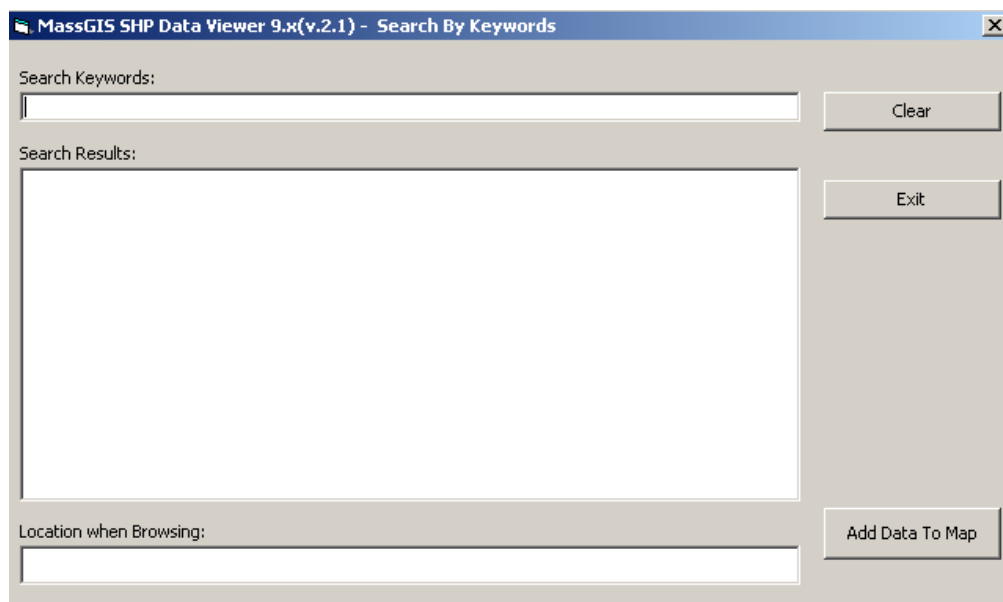 MassGIS SHP Data Viewer 9.x(v.2.1) -  Search By Keywords
Search Keywords:
Clear
Search Results:
Exit
Location when Browsing:
Add Data To Map